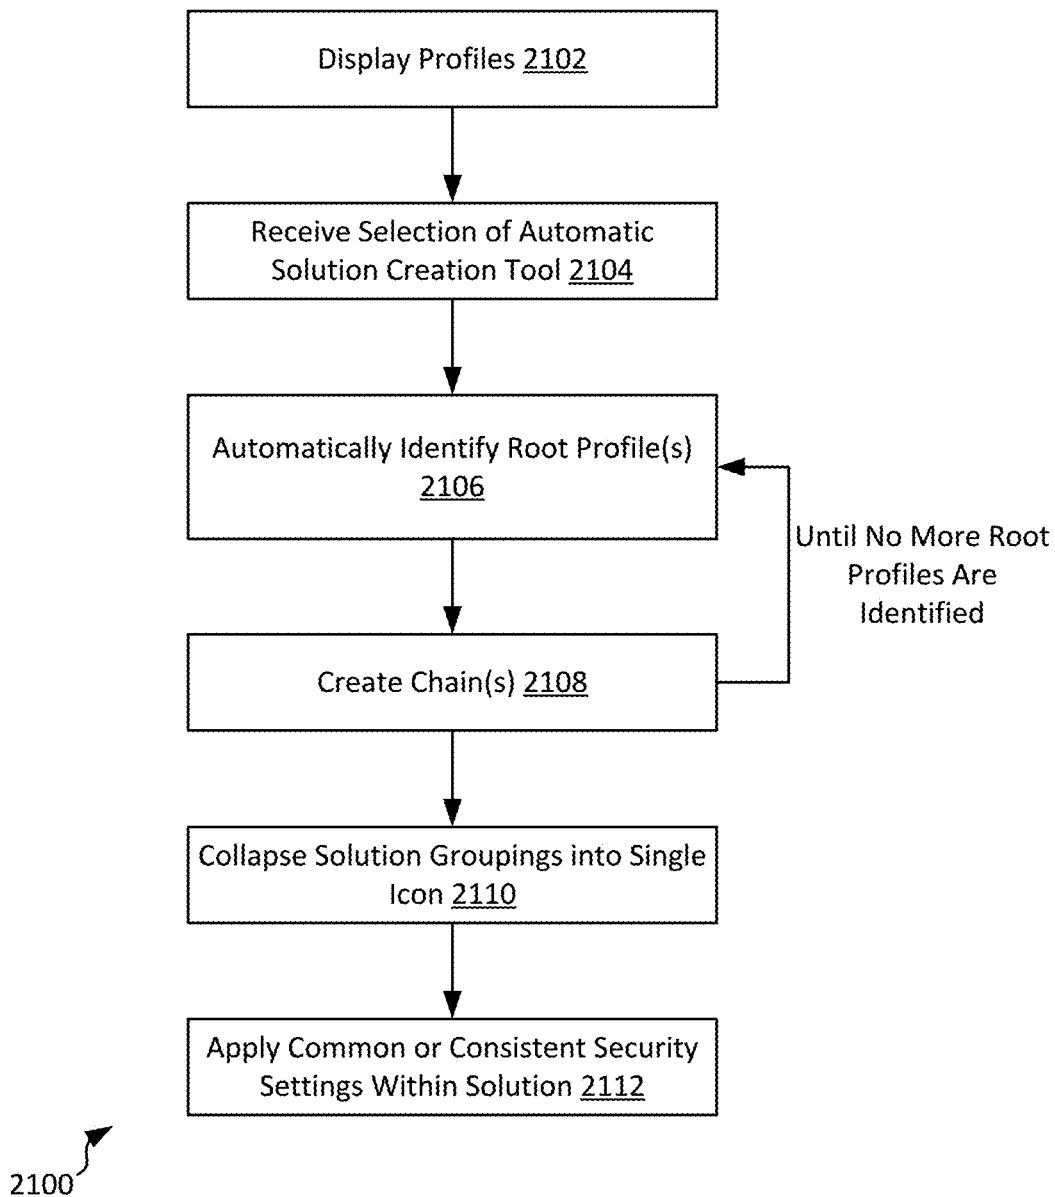 Display Profiles 2102
Receive Selection of Automatic
Solution Creation Tool 2104
Automatically Identify Root Profile(s)
2106
Until No More Root
Profiles Are
Identified
Create Chain(s) 2108
Collapse Solution Groupings into Single
Icon 2110
Apply Common or Consistent Security
Settings Within Solution 2112
2100